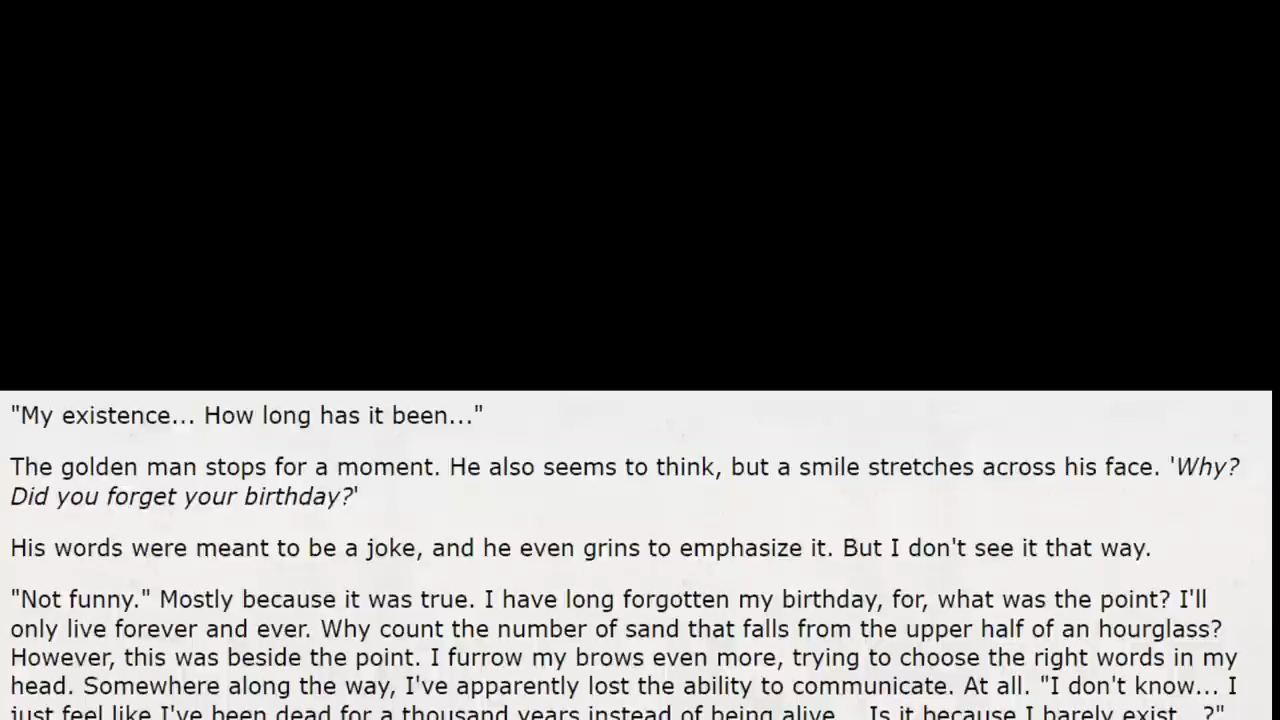 "My existence... How long has it been..."
The golden man stops for a moment. He also seems to think, but a smile stretches across his face. 'Why?
Did you forget your birthday?'
His words were meant to be a joke, and he even grins to emphasize it. But I don't see it that way.
"Not funny." Mostly because it was true. I have long forgotten my birthday, for, what was the point? I'll
only live forever and ever. Why count the number of sand that falls from the upper half of an hourglass?
However, this was beside the point. I furrow my brows even more, trying to choose the right words in my
head. Somewhere along the way, I've apparently lost the ability to communicate. At all. "I don't know... I
just feel like I've been dead for a thousand years instead of being alive... Is it because I barely exist...?"